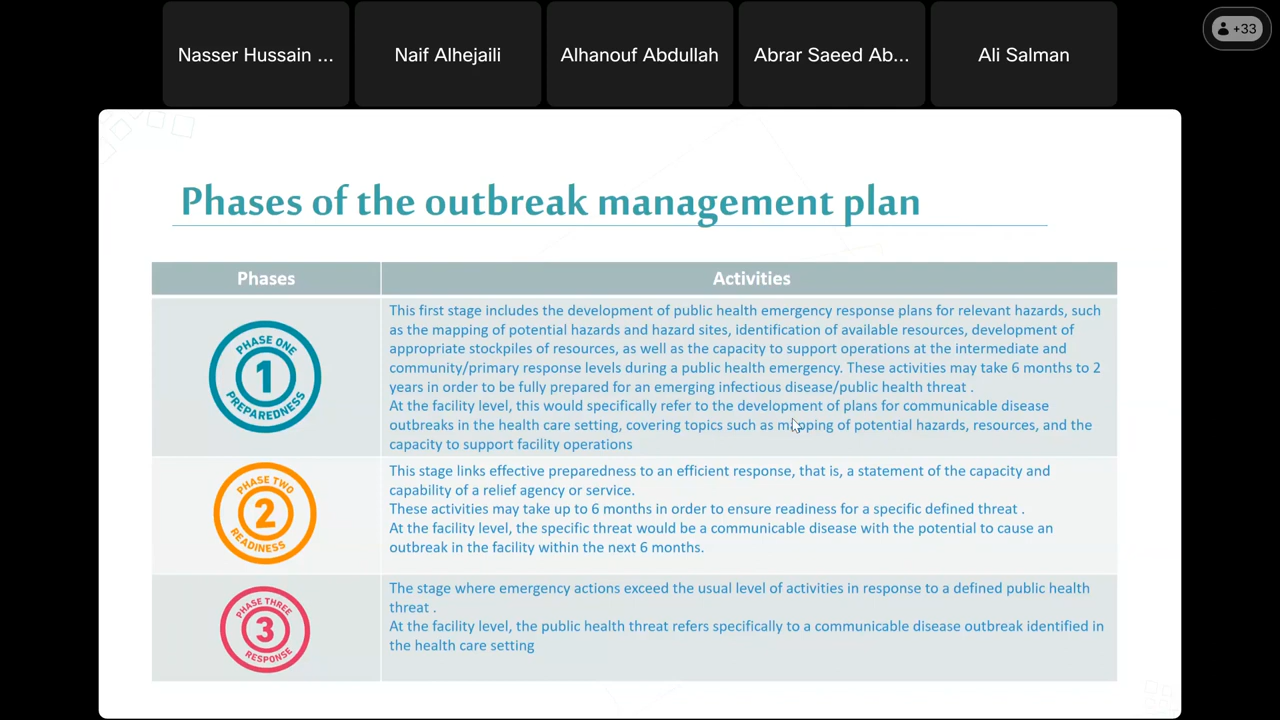 Nasser Hussain ...
Naif Alhejaili
Alhanouf Abdullah
Abrar Saeed Ab...
Ali Salman
+33
Phases of the outbreak management plan
Phases
Activities
PHASE ONE
1
PREPAREDNESS
This first stage includes the development of public health emergency response plans for relevant hazards, such
as the mapping of potential hazards and hazard sites, identification of available resources, development of
appropriate stockpiles of resources, as well as the capacity to support operations at the intermediate and
community/primary response levels during a public health emergency. These activities may take 6 months to 2
years in order to be fully prepared for an emerging infectious disease/public health threat .
At the facility level, this would specifically refer to the development of plans for communicable disease
outbreaks in the health care setting, covering topics such as mapping of potential hazards, resources, and the
capacity to support facility operations
PHASE TWO
2
READINESS
This stage links effective preparedness to an efficient response, that is, a statement of the capacity and
capability of a relief agency or service.
These activities may take up to 6 months in order to ensure readiness for a specific defined threat .
At the facility level, the specific threat would be a communicable disease with the potential to cause an
outbreak in the facility within the next 6 months.
PHASE THREE
3
RESPONSE
The stage where emergency actions exceed the usual level of activities in response to a defined public health
threat .
At the facility level, the public health threat refers specifically to a communicable disease outbreak identified in
the health care setting